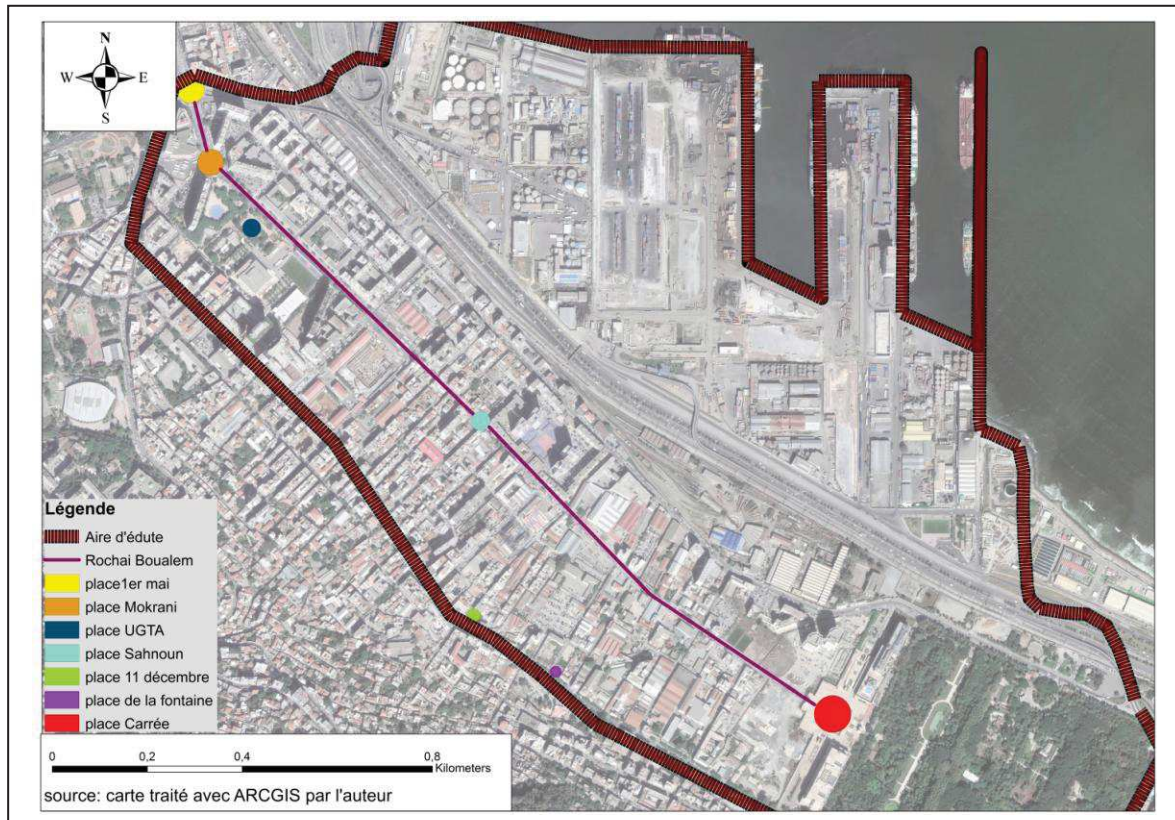 N
W E
S
Légende
Aire d'édute
Rochai Boualem
place1er mai
place Mokrani
place UGTA
place Sahnoun
place 11 décembre
place de la fontaine
place Carrée
0 0,2 0,4 0,8
Kilometers
source: carte traité avec ARCGIS par l'auteur